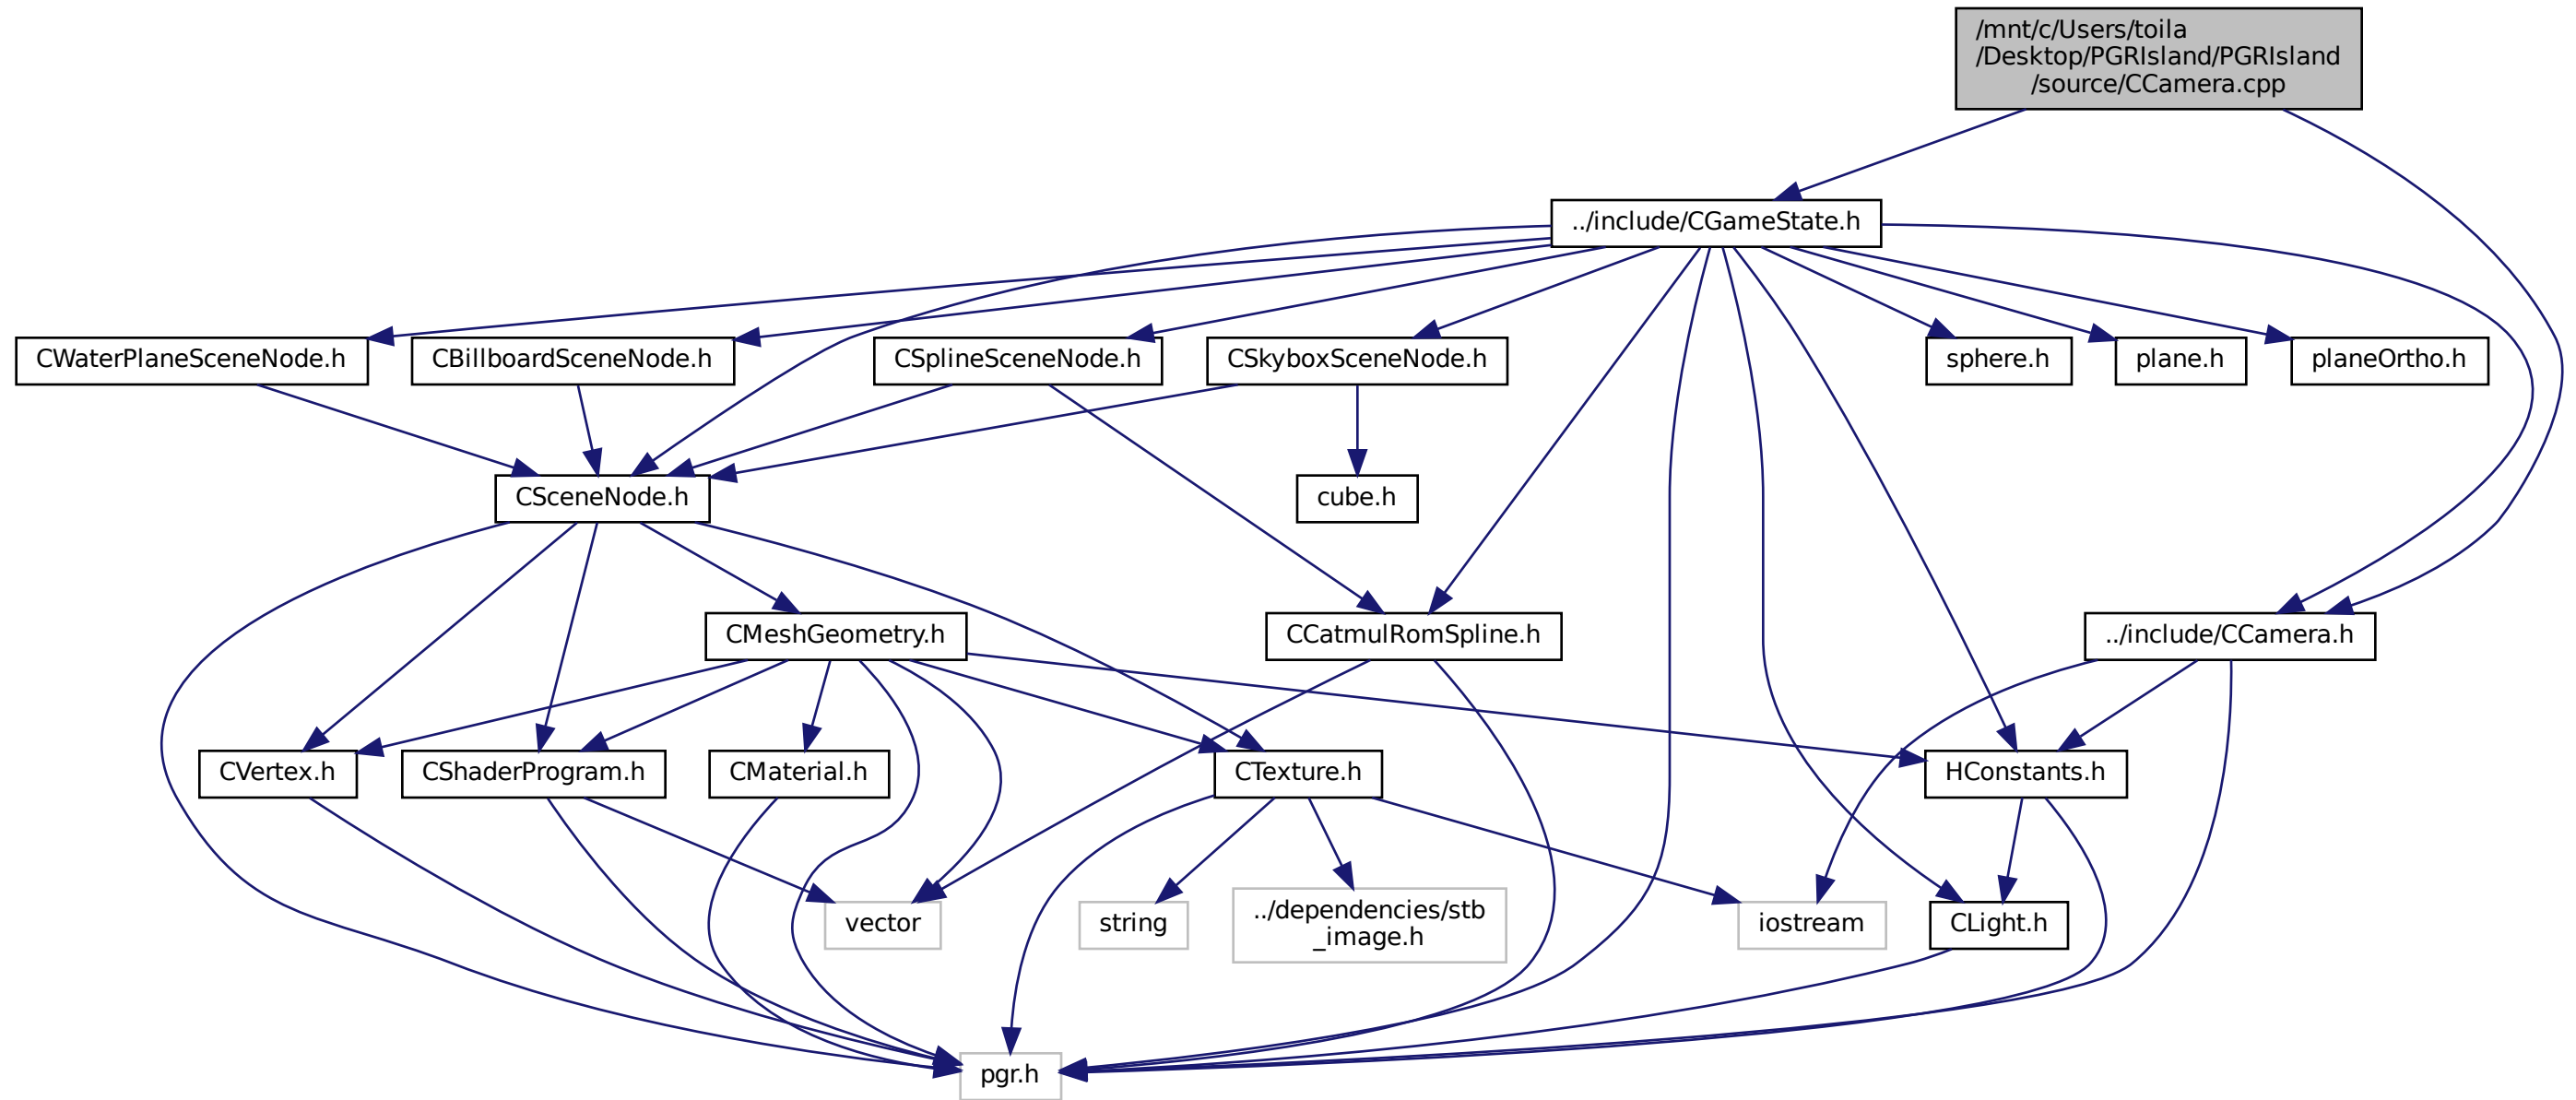 /mnt/c/Users/toila
/Desktop/PGRIsland/PGRIsland
/source/CCamera.cpp
../include/CGameState.h
CWaterPlaneSceneNode.h
CBillboardSceneNode.h
CSplineSceneNode.h
CSkyboxSceneNode.h
sphere.h
plane.h
planeOrtho.h
CSceneNode.h
cube.h
CMeshGeometry.h
CCatmulRomSpline.h
../include/CCamera.h
CVertex.h
CShaderProgram.h
CMaterial.h
CTexture.h
HConstants.h
vector
string
../dependencies/stb
_image.h
iostream
CLight.h
pgr.h